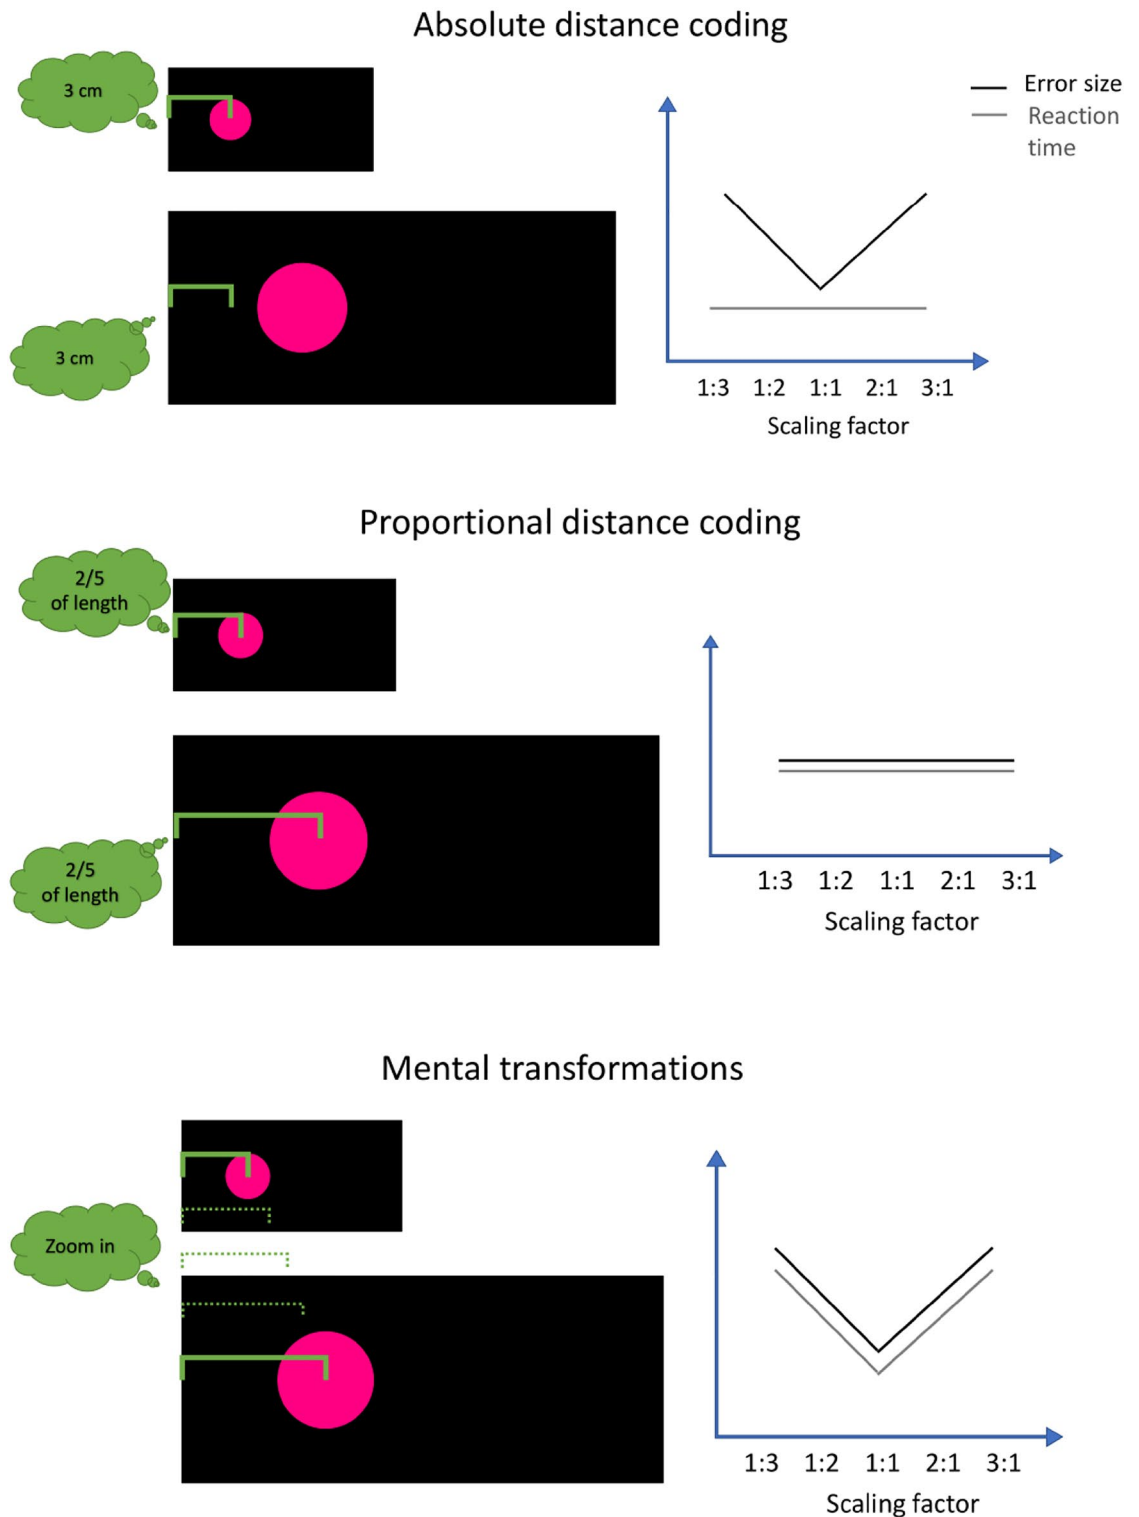 Absolute distance coding
3 cm
3 cm
Error size
Reaction
time
1:3 1:2 1:1 2:1 3:1
Scaling factor
Proportional distance coding
2/5
of length
2/5
of length
1:3 1:2 1:1 2:1 3:1
Scaling factor
Mental transformations
Zoom in
1:3 1:2 1:1 2:1 3:1
Scaling factor